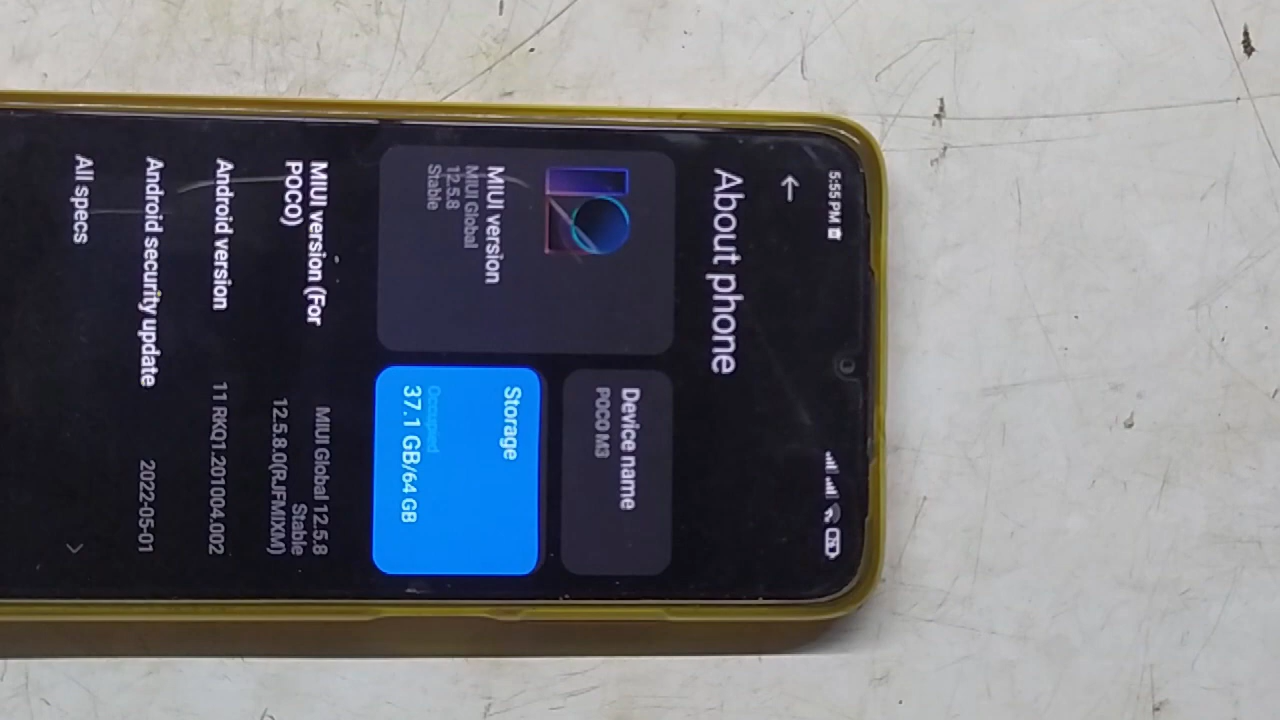 5:55 PM
About phone
MIUI version
MIUI Global
12.5.8
Stable
Device name
POCO M3
Storage
Occupied
37.1 GB/64 GB
MIUI version (For
POCO)
MIUI Global 12.5.8
Stable
12.5.8.0(RJFMIXM)
Android version
11 RKQ1.201004.002
Android security update
2022-05-01
All specs